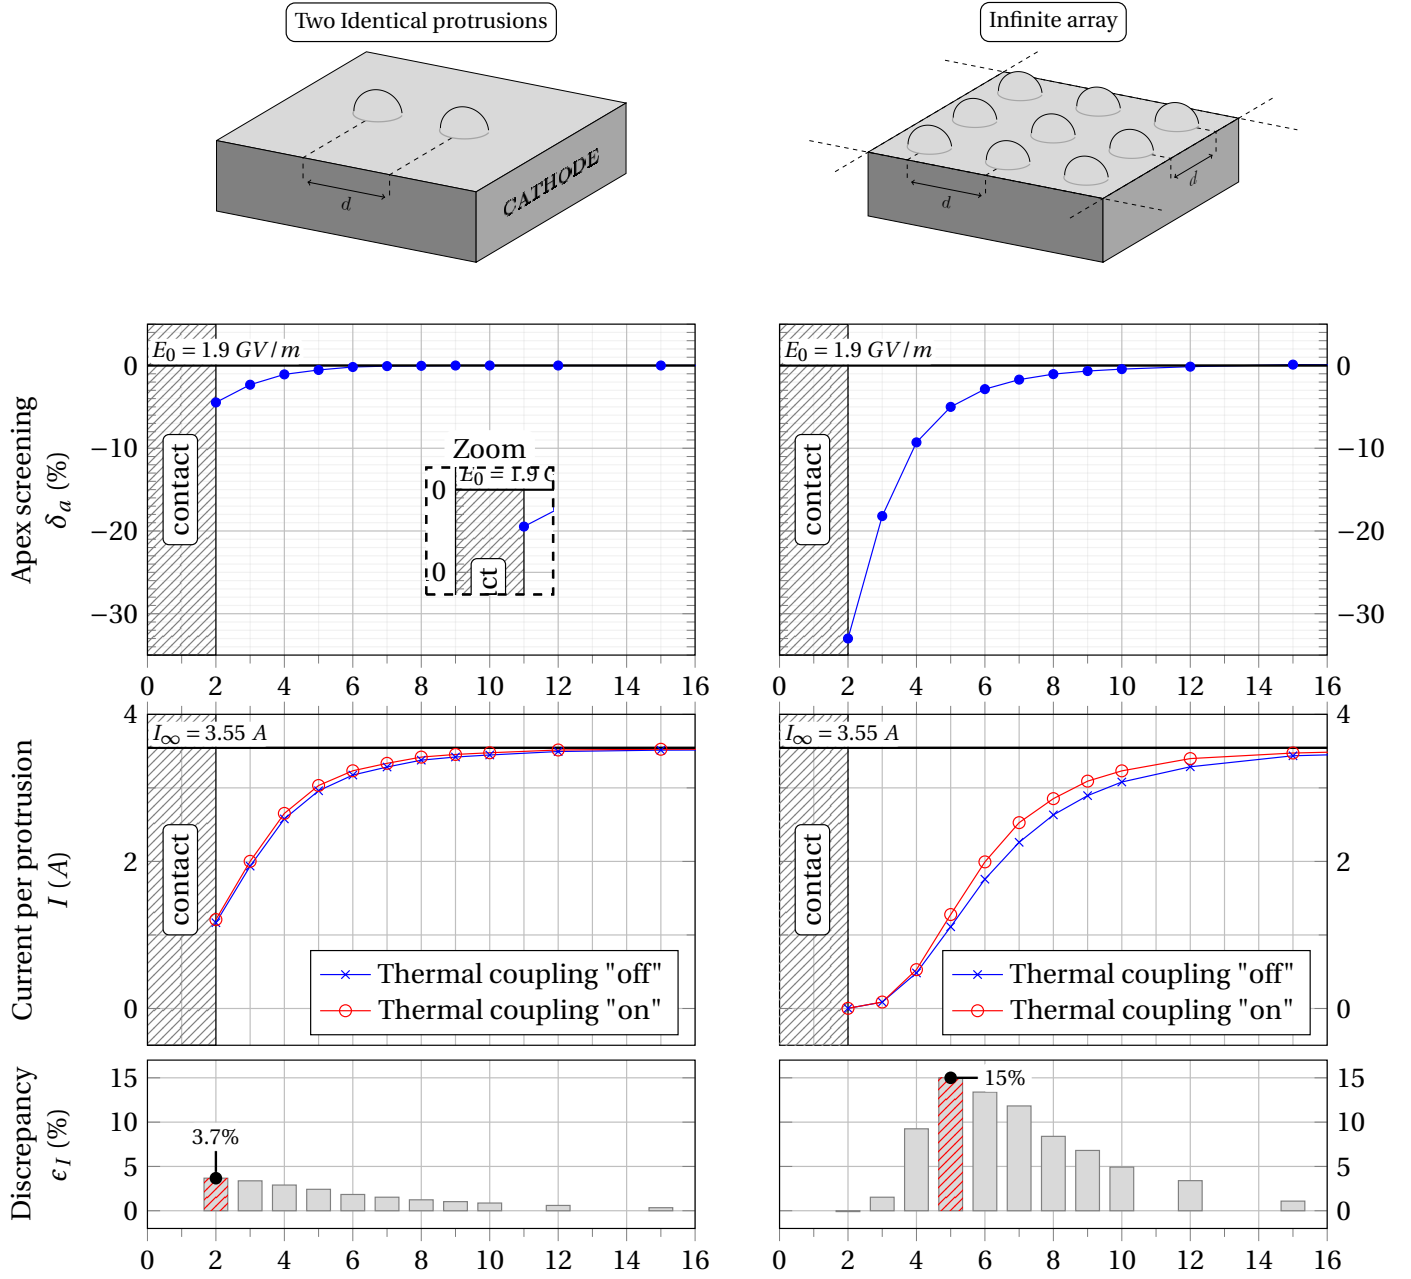 Two Identical protrusions
Infinite array
d
CATHODE
d
d
Apex screening
δa (%)
E0 = 1.9 GV/m
0
−10
−20
−30
contact
Zoom
E0 = 1.9 G
0
0
ct
0 2 4 6 8 10 12 14 16
E0 = 1.9 GV/m
contact
0
−10
−20
−30
0 2 4 6 8 10 12 14 16
Current per protrusion
I (A)
4
2
0
I∞ = 3.55 A
contact
Thermal coupling "off"
Thermal coupling "on"
I∞ = 3.55 A
contact
Thermal coupling "off"
Thermal coupling "on"
4
2
0
Discrepancy
ϵI (%)
15
10
5
0
3.7%
0 2 4 6 8 10 12 14 16
15%
15
10
5
0
0 2 4 6 8 10 12 14 16